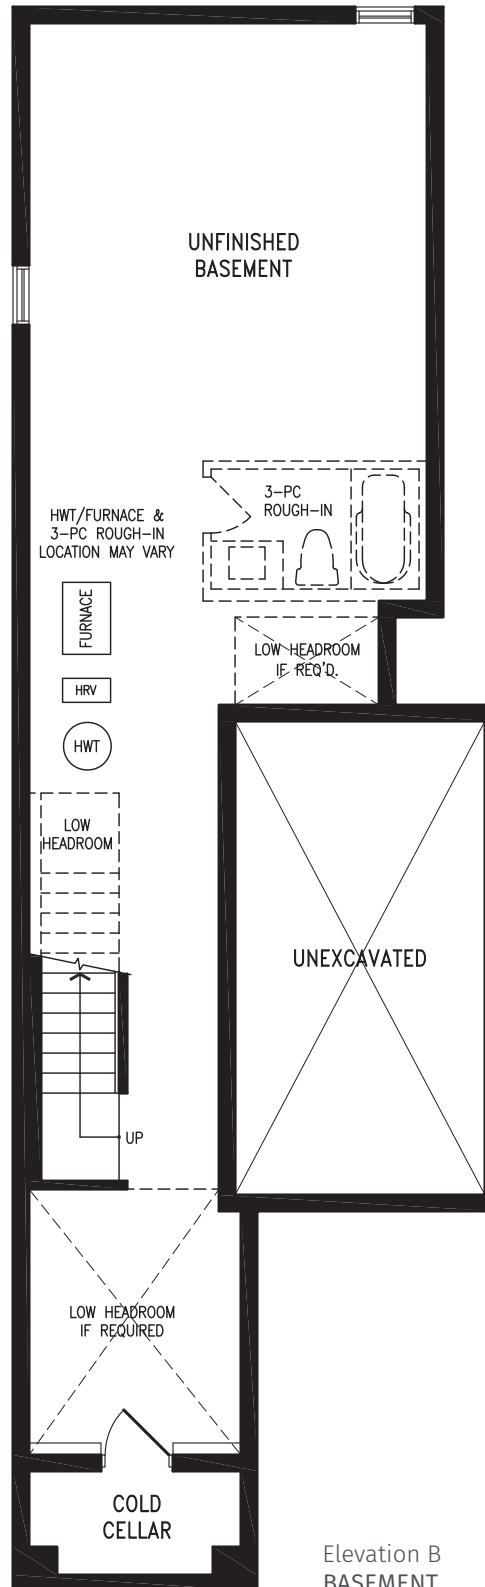 UNFINISHED
BASEMENT
3-PC
ROUGH-IN
HWT/FURNACE &
3-PC ROUGH-IN
LOCATION MAY VARY
FURNACE
LOW HEADROOM
IF REQ'D.
HRV
HWT
LOW
HEADROOM
UNEXCAVATED
UP
LOW HEADROOM
IF REQUIRED
COLD
CELLAR
Elevation B
BASEMENT